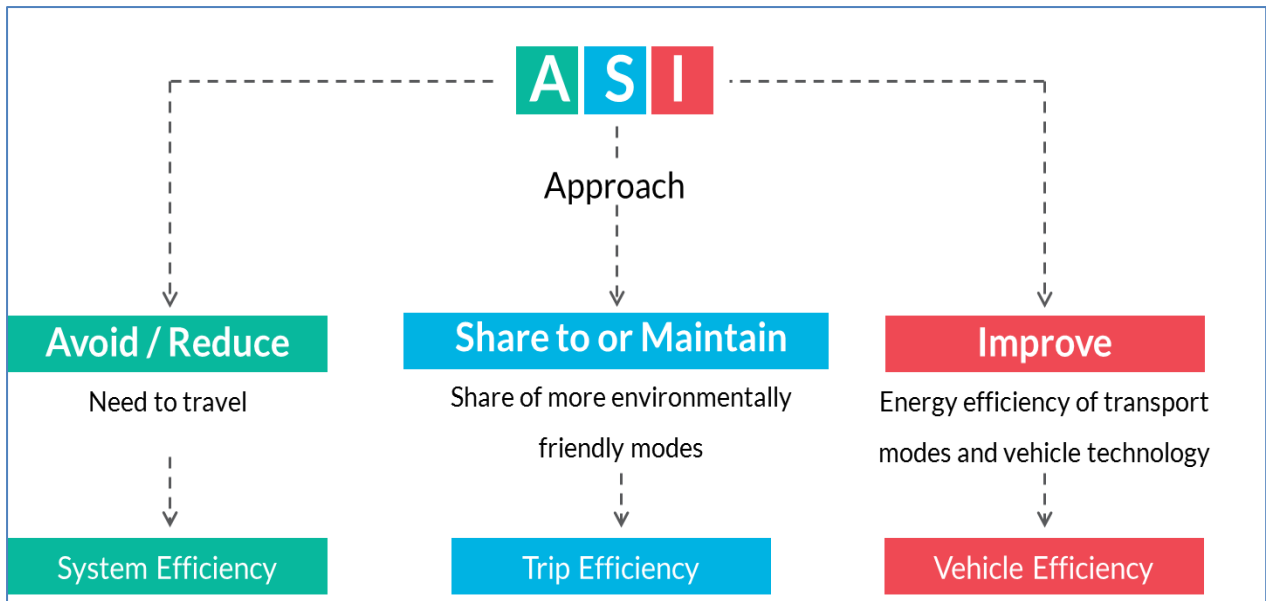 A S I
Approach
Avoid / Reduce
Need to travel
System Efficiency
Share to or Maintain
Share of more environmentally
friendly modes
Trip Efficiency
Improve
Energy efficiency of transport
modes and vehicle technology
Vehicle Efficiency